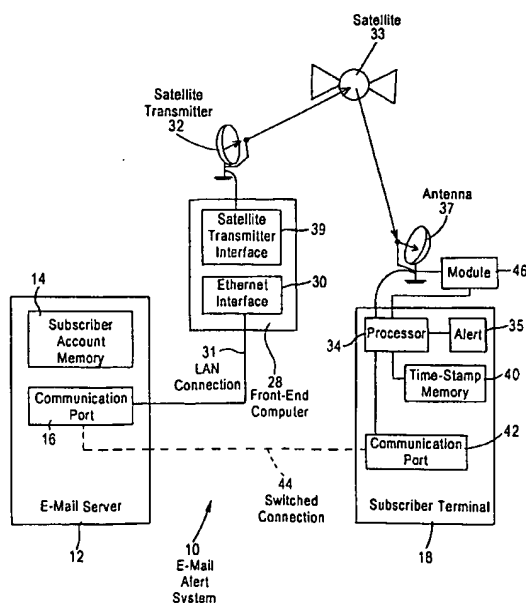 Satellite
33
Satellite
Transmitter
32
Antenna
37
Satellite
Transmitter
Interface
39
Module
46
14
Ethernet
Interface
30
Subscriber
Account
Memory
34
Processor
Alert
35
31
LAN
Connection
28
Front-End
Computer
Time-Stamp
Memory
40
Communication
Port
16
Communication
Port
42
44
Switched
Connection
E-Mail Server
12
Subscriber Terminal
18
10
E-Mail
Alert
System